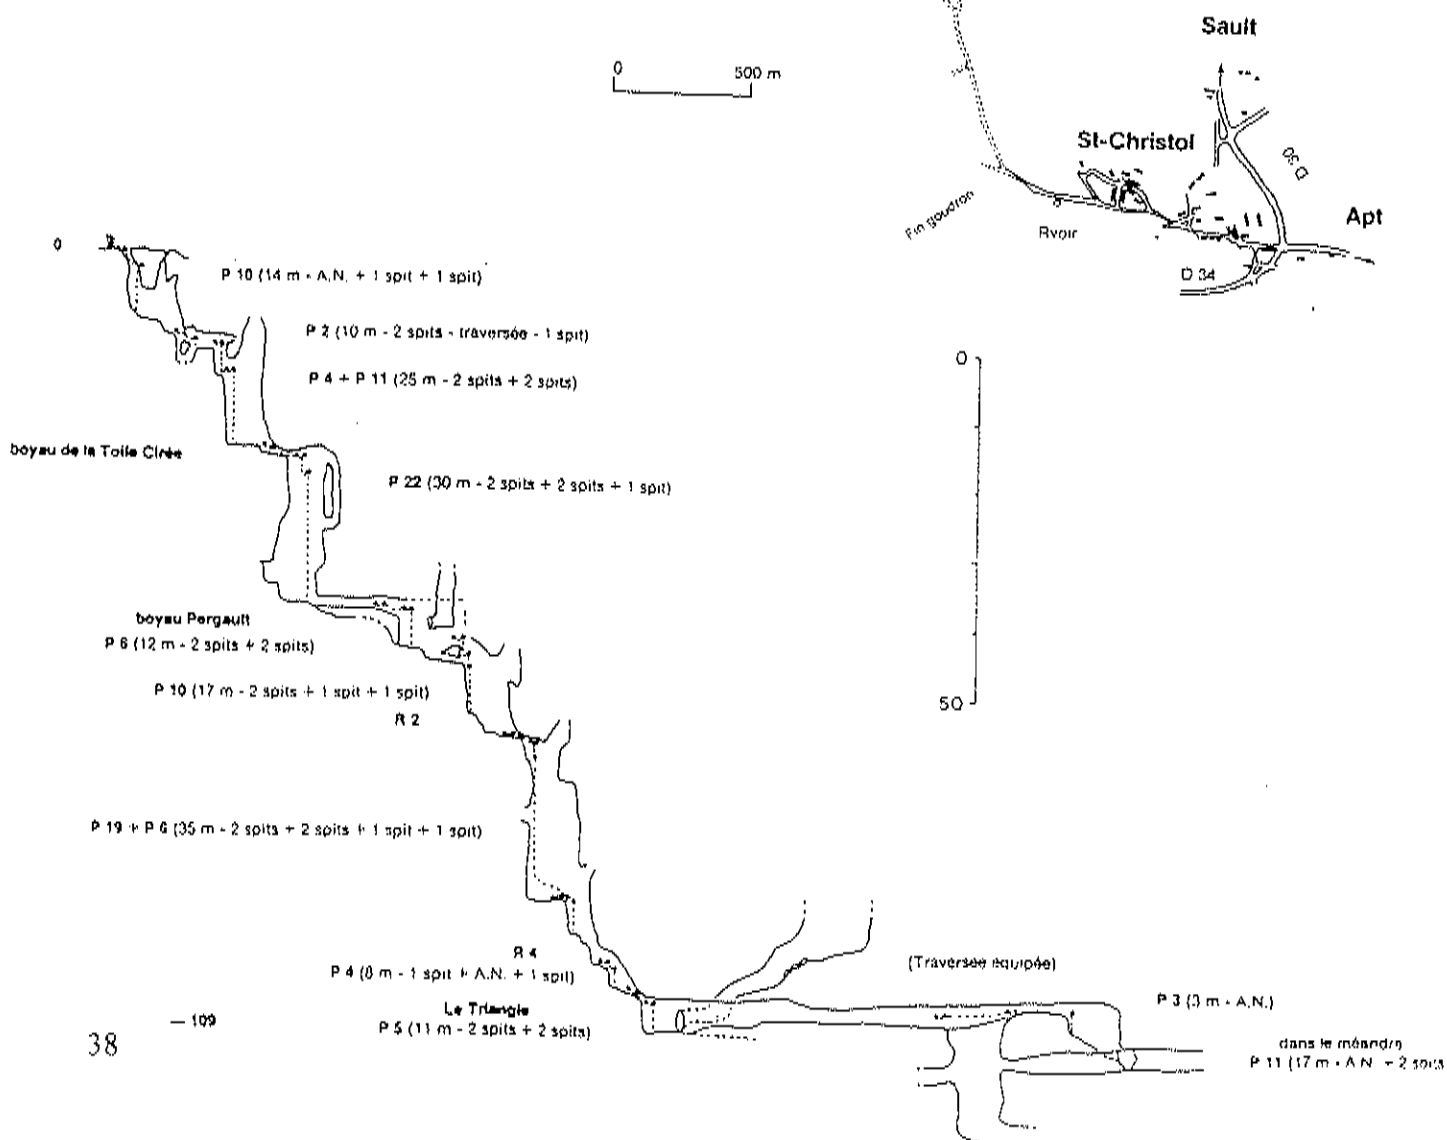 Sault
0 500 m
St-Christol
D 30
Fin goudron
Rvoir
Apt
D 34
0
P 10 (14 m - A.N. + 1 spit + 1 spit)
P 2 (10 m - 2 spits - traversée - 1 spit)
P 4 + P 11 (25 m - 2 spits + 2 spits)
boyau de la Toile Cirée
P 22 (30 m - 2 spits + 2 spits + 1 spit)
0
50
boyau Pergault
P 6 (12 m - 2 spits + 2 spits)
P 10 (17 m - 2 spits + 1 spit + 1 spit)
R 2
P 19 + P 6 (35 m - 2 spits + 2 spits + 1 spit + 1 spit)
R 4
P 4 (8 m - 1 spit + A.N. + 1 spit)
Le Triangle
P 5 (11 m - 2 spits + 2 spits)
(Traversée équipée)
P 3 (3 m - A.N.)
dans le méandre
P 11 (17 m - A.N. + 2 spits
— 109
38